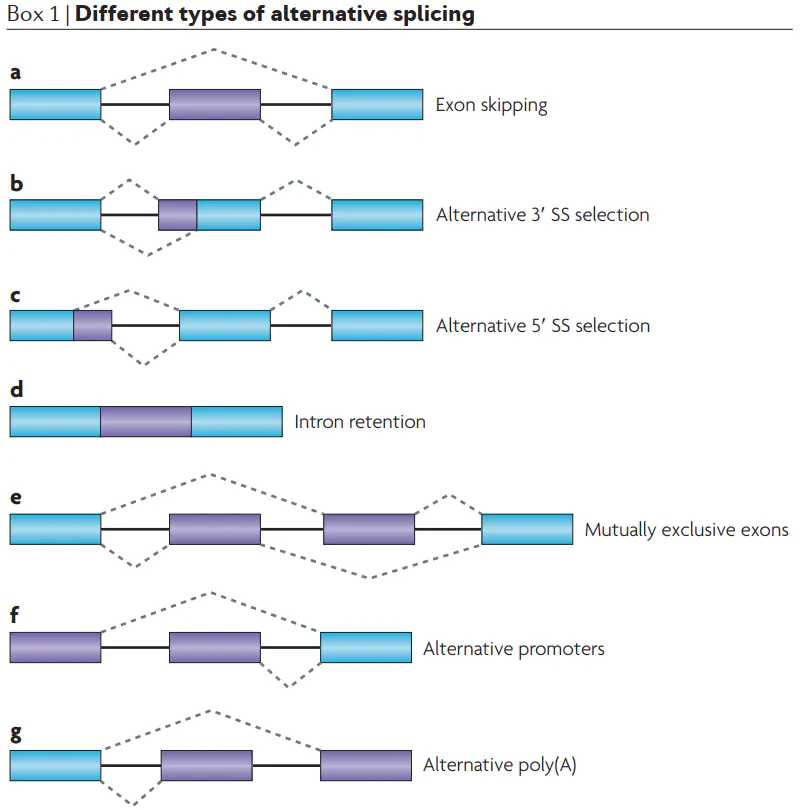 Box 1 | Different types of alternative splicing
a
Exon skipping
b
Alternative 3′ SS selection
c
Alternative 5′ SS selection
d
Intron retention
e
Mutually exclusive exons
f
Alternative promoters
g
Alternative poly(A)